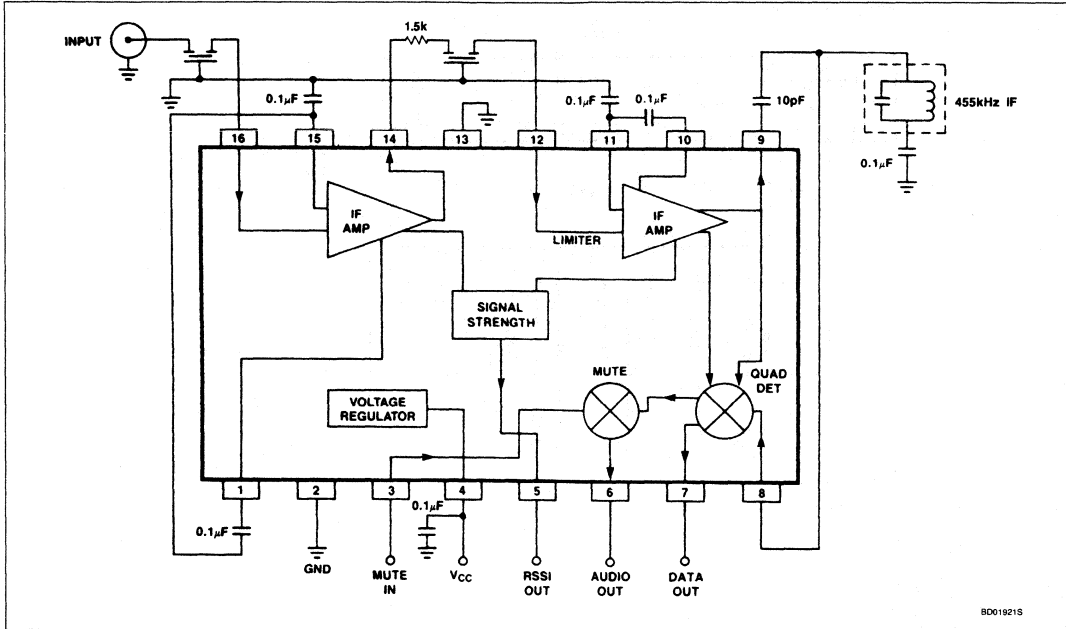 INPUT
1.5k
0.1μF
0.1μF
0.1μF
10pF
455kHz IF
0.1μF
16
15
14
13
12
11
10
9
IF
AMP
LIMITER
IF
AMP
SIGNAL
STRENGTH
MUTE
QUAD
DET
VOLTAGE
REGULATOR
1
2
3
4
5
6
7
8
0.1μF
0.1μF
GND
MUTE
IN
VCC
RSSI
OUT
AUDIO
OUT
DATA
OUT
BD01921S